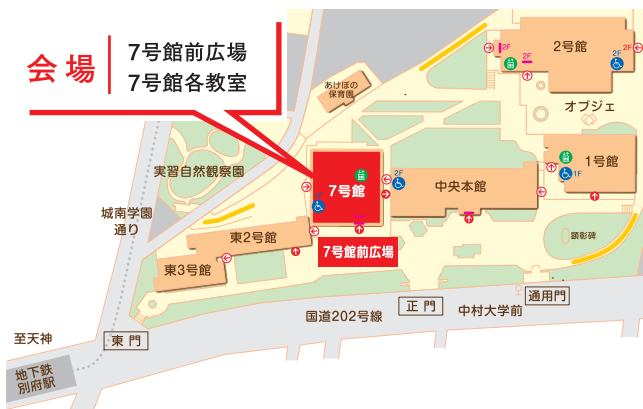 会場
7号館前広場
7号館各教室
2F
2F
2号館
2F
2F
あけぼの
保育園
オブジェ
実習自然観察園
1号館
1F
2F
7号館
中央本館
城南学園
通り
東2号館
7号館前広場
顕彰碑
東3号館
国道202号線
正門
中村大学前
通用門
至天神
東門
地下鉄
別府駅